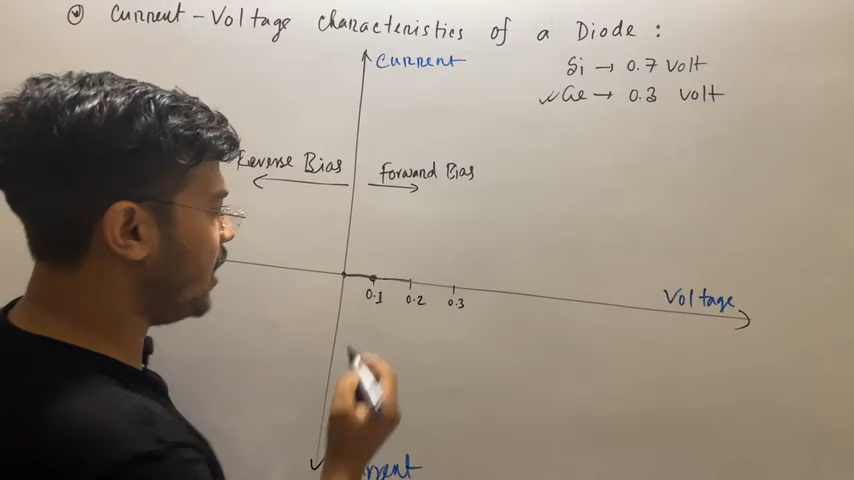 Current - Voltage Characteristics of a Diode :
Current
Si → 0.7 Volt
✓Ge → 0.3 Volt
Reverse Bias
Forward Bias
0.1 0.2 0.3
Voltage